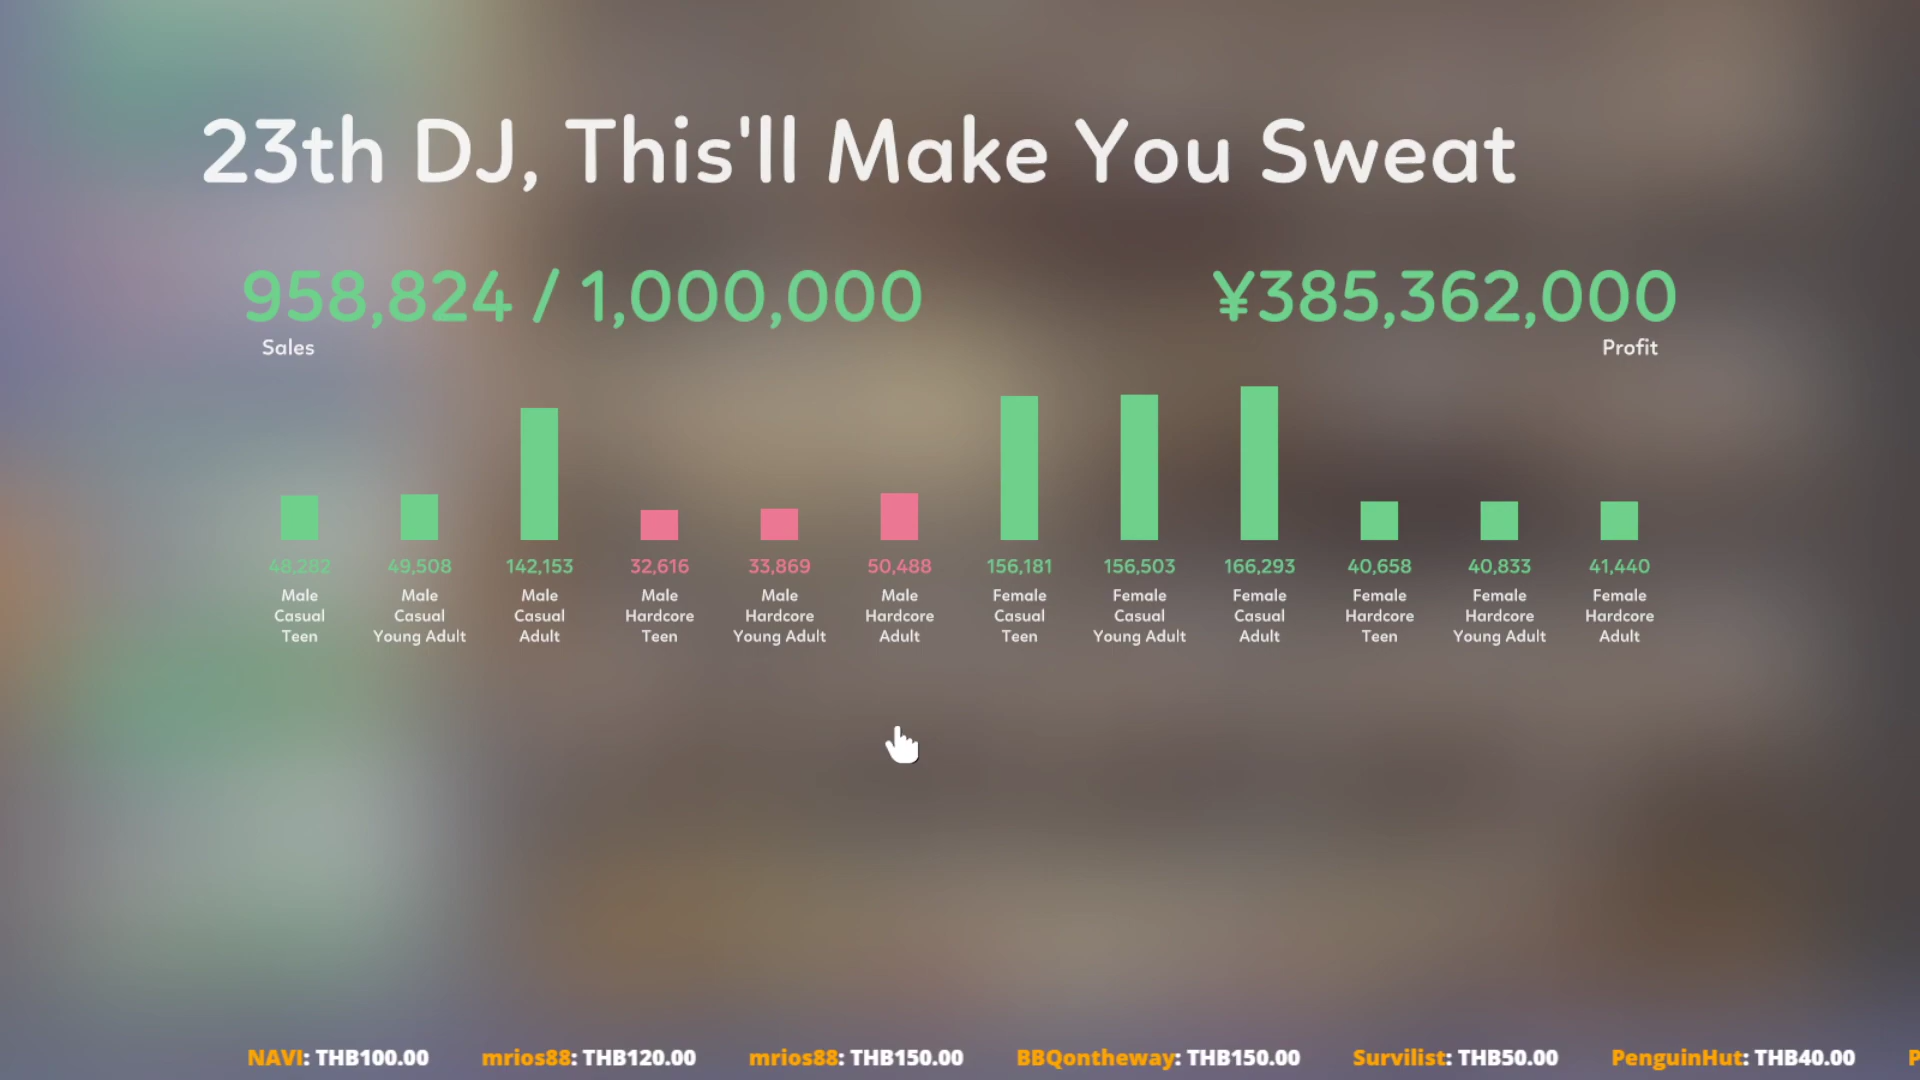 23th DJ, This'll Make You Sweat
958,824 / 1,000,000
¥385,362,000
Sales
Profit
48,282 49,508 142,153 32,616 33,869 50,488 156,181 156,503 166,293 40,658 40,833 41,440
Male Male Male Male Male Male Female Female Female Female Female Female
Casual Casual Casual Hardcore Hardcore Hardcore Casual Casual Casual Hardcore Hardcore Hardcore
Teen Young Adult Adult Teen Young Adult Adult Teen Young Adult Adult Teen Young Adult Adult
NAVI: THB100.00 mrios88: THB120.00 mrios88: THB150.00 BBQontheway: THB150.00 Survilist: THB50.00 PenguinHut: THB40.00